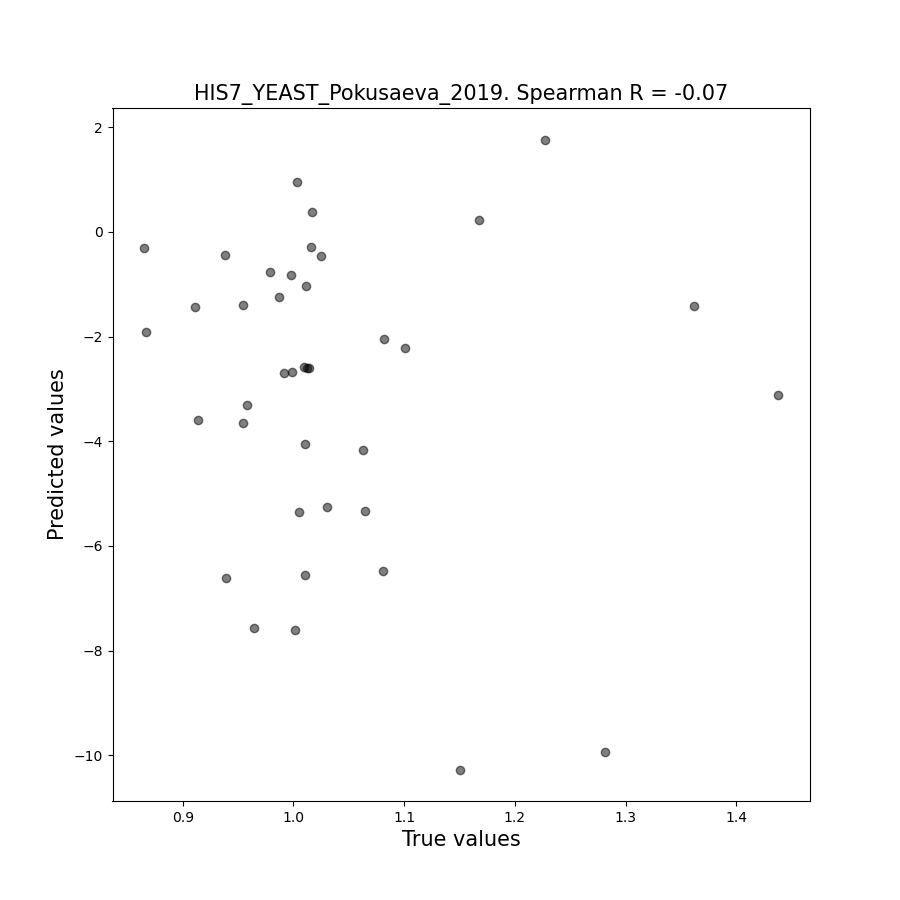 HIS7_YEAST_Pokusaeva_2019. Spearman R = -0.07
2
0
−2
−4
−6
−8
−10
Predicted values
0.9 1.0 1.1 1.2 1.3 1.4
True values